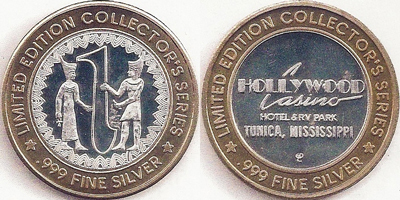 LIMITED EDITION COLLECTOR'S SERIES
★ .999 FINE SILVER ★
LIMITED EDITION COLLECTOR'S SERIES
HOLLYWOOD
Casino
HOTEL & RV PARK
TUNICA, MISSISSIPPI
★ .999 FINE SILVER ★